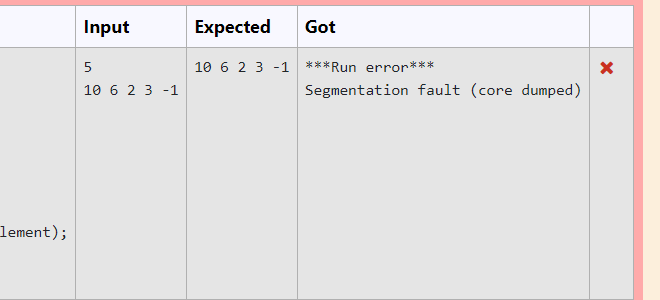 Input Expected Got
5 10 6 2 3 -1 ***Run error***
10 6 2 3 -1 Segmentation fault (core dumped)
lement);